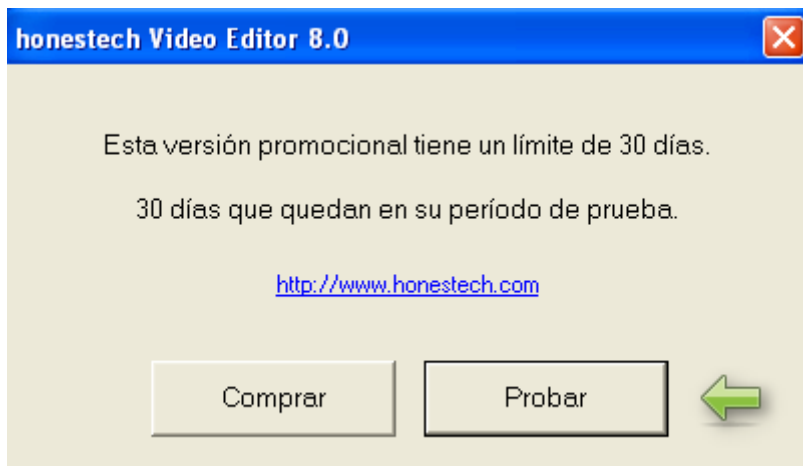 honestech Video Editor 8.0
Esta versión promocional tiene un límite de 30 días.
30 días que quedan en su período de prueba.
http://www.honestech.com
Comprar
Probar